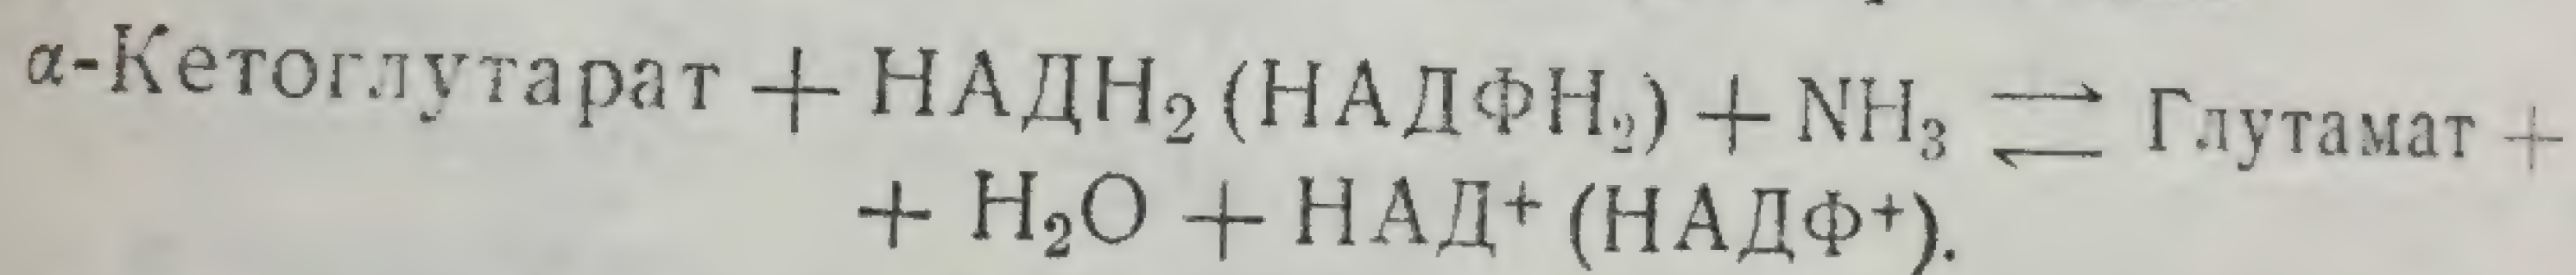 α-Кетоглутарат + НАДН₂ (НАДФН₂) + NH₃ ⇄ Глутамат +
+ H₂O + НАД⁺ (НАДФ⁺).